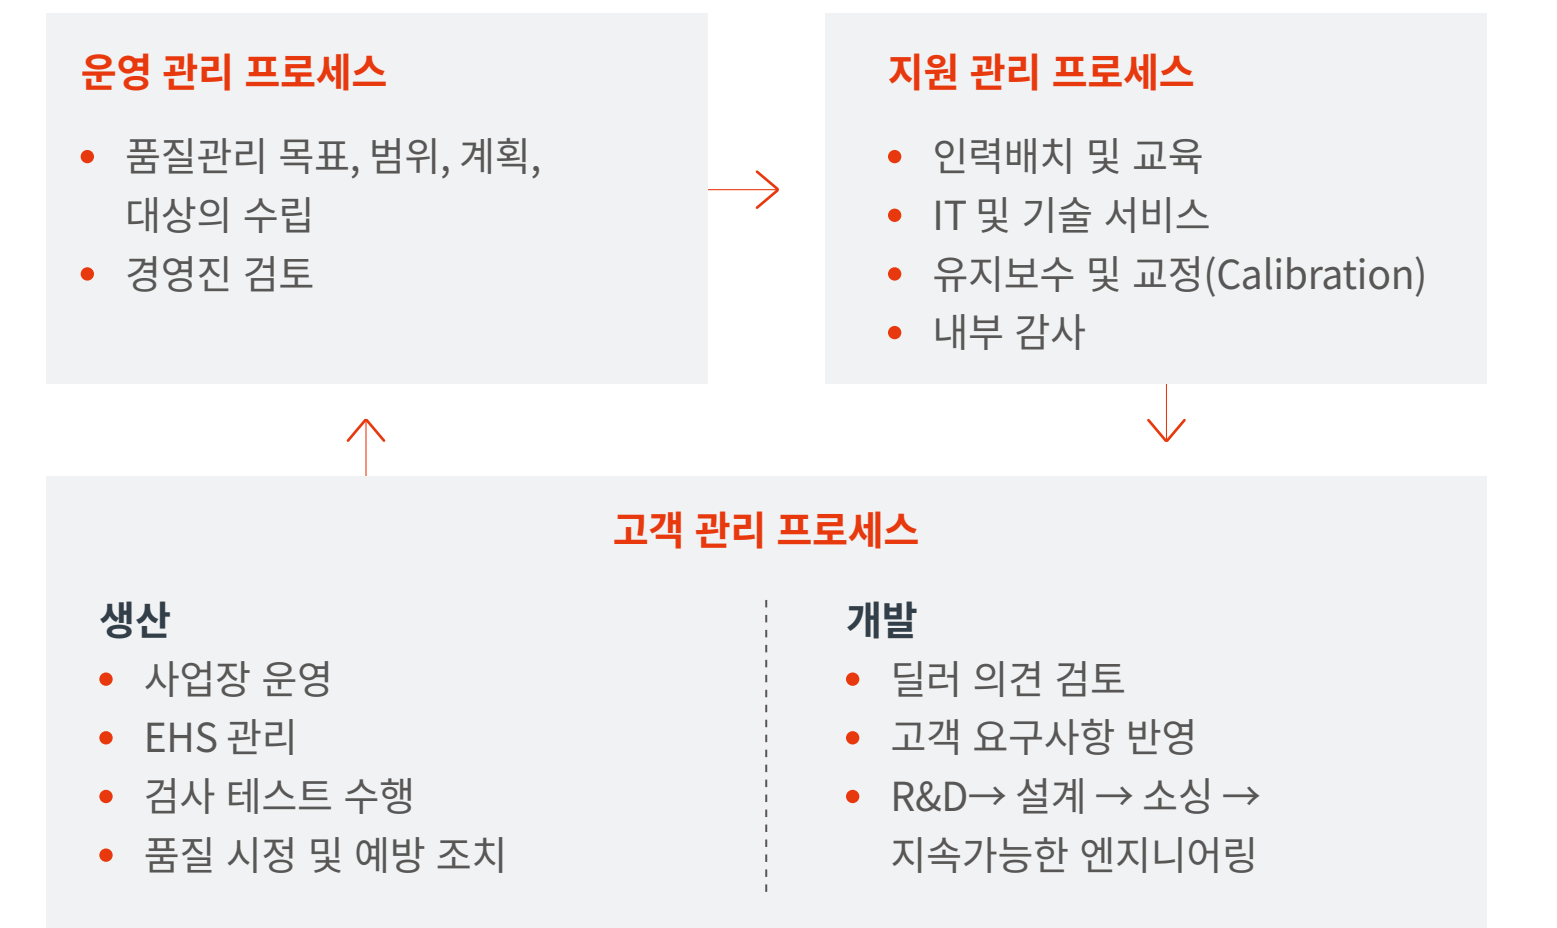 운영 관리 프로세스
• 품질관리 목표, 범위, 계획,
대상의 수립
• 경영진 검토
지원 관리 프로세스
• 인력배치 및 교육
• IT 및 기술 서비스
• 유지보수 및 교정(Calibration)
• 내부 감사
고객 관리 프로세스
생산
• 사업장 운영
• EHS 관리
• 검사 테스트 수행
• 품질 시정 및 예방 조치
개발
• 딜러 의견 검토
• 고객 요구사항 반영
• R&D→ 설계 → 소싱 →
지속가능한 엔지니어링